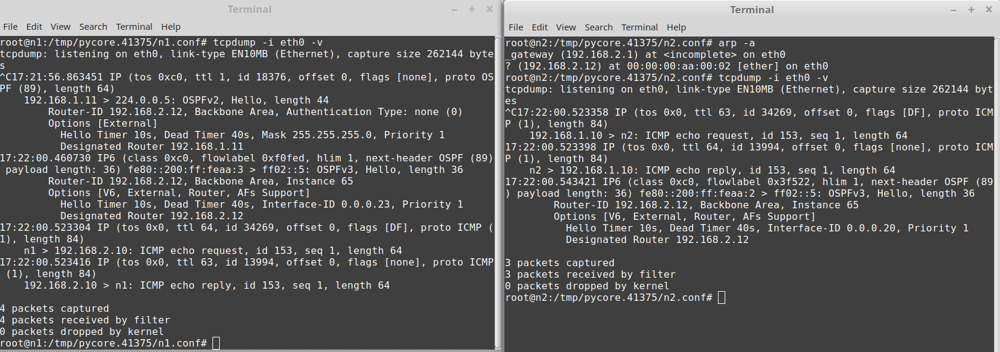 Terminal
File Edit View Search Terminal Help
root@n1:/tmp/pycore.41375/n1.conf# tcpdump -i eth0 -v
tcpdump: listening on eth0, link-type EN10MB (Ethernet), capture size 262144 byte
s
^C17:21:56.863451 IP (tos 0xc0, ttl 1, id 18376, offset 0, flags [none], proto OS
PF (89), length 64)
    192.168.1.11 > 224.0.0.5: OSPFv2, Hello, length 44
        Router-ID 192.168.2.12, Backbone Area, Authentication Type: none (0)
        Options [External]
          Hello Timer 10s, Dead Timer 40s, Mask 255.255.255.0, Priority 1
          Designated Router 192.168.1.11
17:22:00.460730 IP6 (class 0xc0, flowlabel 0xf0fed, hlim 1, next-header OSPF (89)
 payload length: 36) fe80::200:ff:feaa:3 > ff02::5: OSPFv3, Hello, length 36
        Router-ID 192.168.2.12, Backbone Area, Instance 65
        Options [V6, External, Router, AFs Support]
          Hello Timer 10s, Dead Timer 40s, Interface-ID 0.0.0.23, Priority 1
          Designated Router 192.168.2.12
17:22:00.523304 IP (tos 0x0, ttl 64, id 34269, offset 0, flags [DF], proto ICMP (
1), length 84)
    n1 > 192.168.2.10: ICMP echo request, id 153, seq 1, length 64
17:22:00.523416 IP (tos 0x0, ttl 63, id 13994, offset 0, flags [none], proto ICMP
 (1), length 84)
    192.168.2.10 > n1: ICMP echo reply, id 153, seq 1, length 64
4 packets captured
4 packets received by filter
0 packets dropped by kernel
root@n1:/tmp/pycore.41375/n1.conf#
Terminal
File Edit View Search Terminal Help
root@n2:/tmp/pycore.41375/n2.conf# arp -a
_gateway (192.168.2.1) at <incomplete> on eth0
? (192.168.2.12) at 00:00:00:aa:00:02 [ether] on eth0
root@n2:/tmp/pycore.41375/n2.conf# tcpdump -i eth0 -v
tcpdump: listening on eth0, link-type EN10MB (Ethernet), capture size 262144 byt
es
^C17:22:00.523358 IP (tos 0x0, ttl 63, id 34269, offset 0, flags [DF], proto ICM
P (1), length 84)
    192.168.1.10 > n2: ICMP echo request, id 153, seq 1, length 64
17:22:00.523398 IP (tos 0x0, ttl 64, id 13994, offset 0, flags [none], proto ICM
P (1), length 84)
    n2 > 192.168.1.10: ICMP echo reply, id 153, seq 1, length 64
17:22:00.543421 IP6 (class 0xc0, flowlabel 0x3f522, hlim 1, next-header OSPF (89
) payload length: 36) fe80::200:ff:feaa:2 > ff02::5: OSPFv3, Hello, length 36
        Router-ID 192.168.2.12, Backbone Area, Instance 65
        Options [V6, External, Router, AFs Support]
          Hello Timer 10s, Dead Timer 40s, Interface-ID 0.0.0.20, Priority 1
          Designated Router 192.168.2.12
3 packets captured
3 packets received by filter
0 packets dropped by kernel
root@n2:/tmp/pycore.41375/n2.conf#